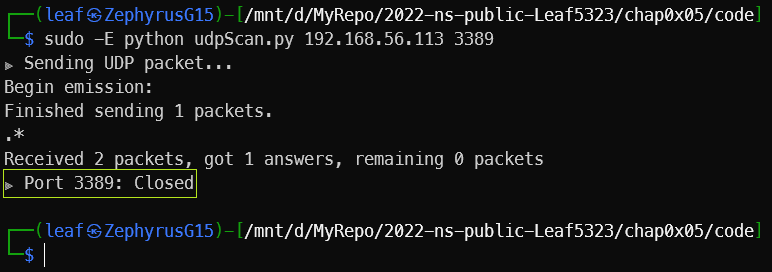 ┌──(leaf㉿ZephyrusG15)-[/mnt/d/MyRepo/2022-ns-public-Leaf5323/chap0x05/code]
└─$ sudo -E python udpScan.py 192.168.56.113 3389
▶ Sending UDP packet...
Begin emission:
Finished sending 1 packets.
.*
Received 2 packets, got 1 answers, remaining 0 packets
▶ Port 3389: Closed
┌──(leaf㉿ZephyrusG15)-[/mnt/d/MyRepo/2022-ns-public-Leaf5323/chap0x05/code]
└─$